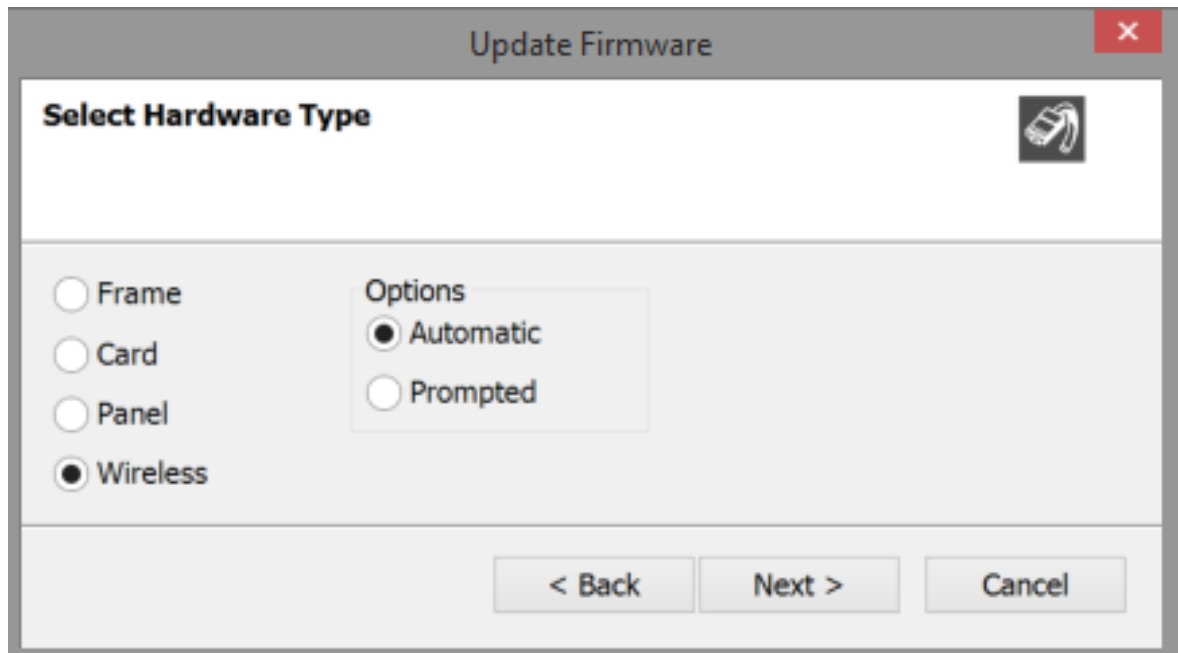 Update Firmware
Select Hardware Type
Frame
Card
Panel
Wireless
Options
Automatic
Prompted
< Back
Next >
Cancel